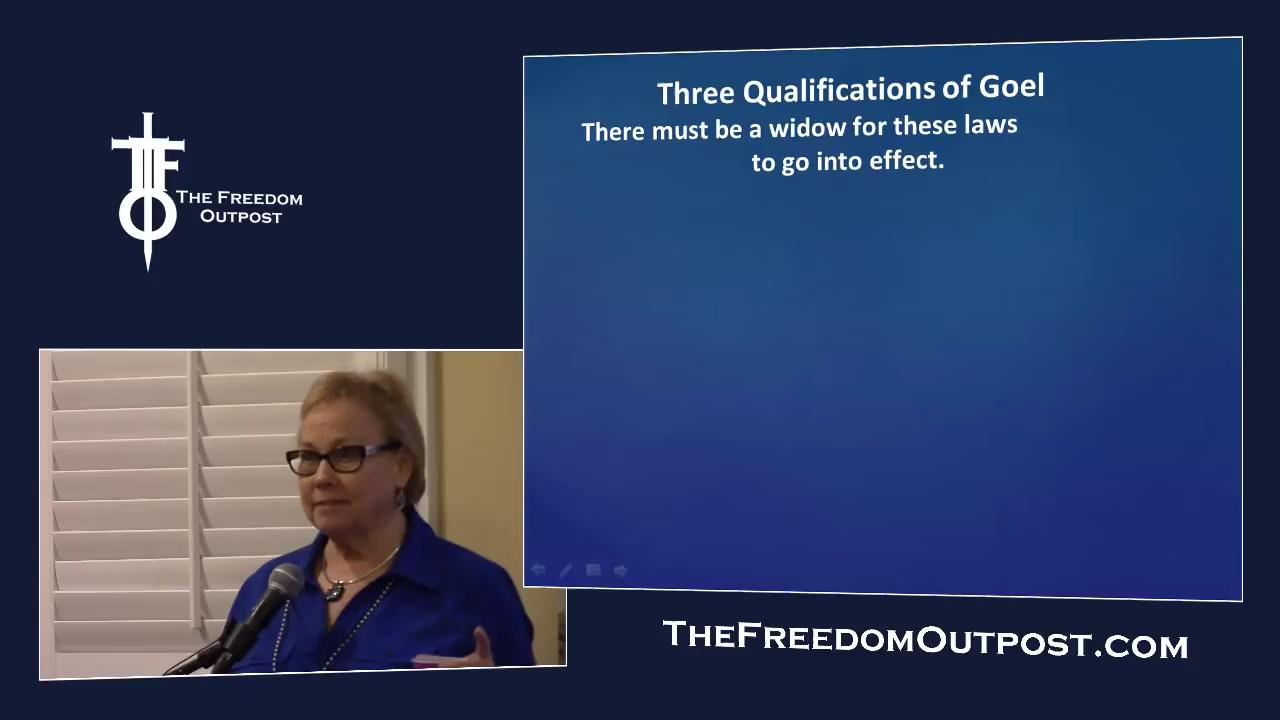 Three Qualifications of Goel
There must be a widow for these laws
to go into effect.
TFO
The Freedom
Outpost
TheFreedomOutpost.com